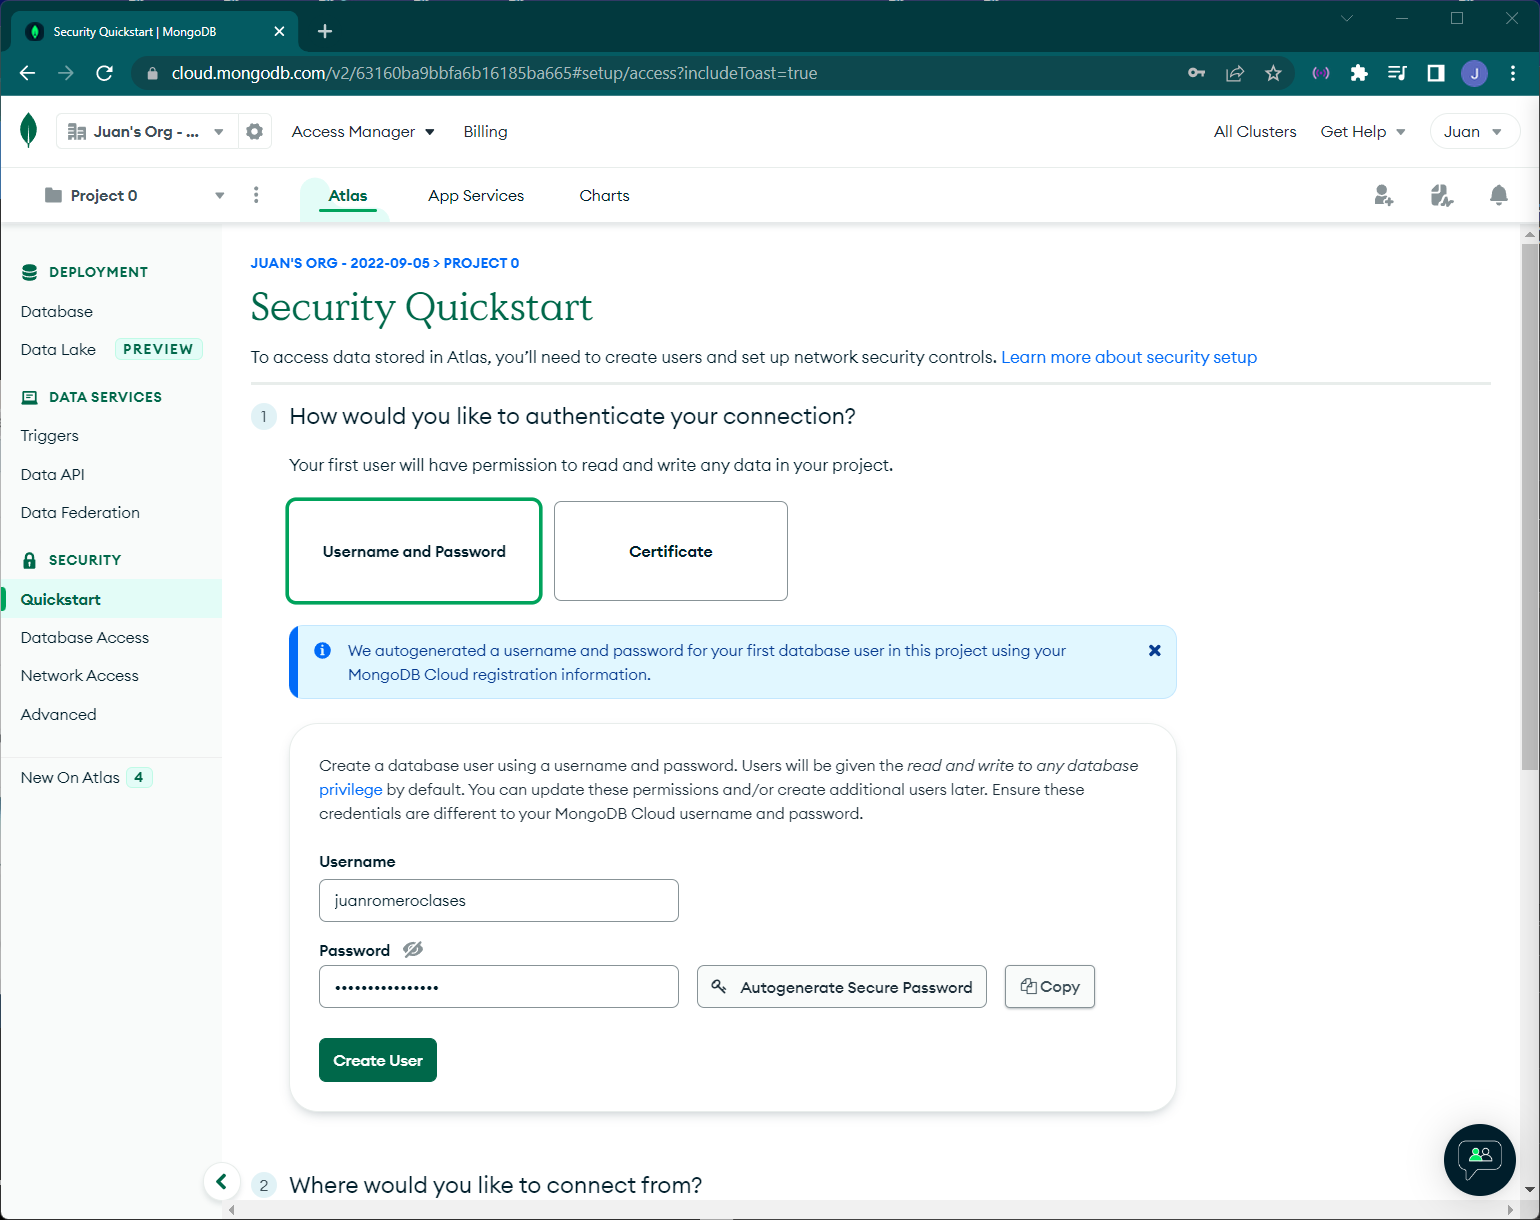 Security Quickstart | MongoDB
cloud.mongodb.com/v2/63160ba9bbfa6b16185ba665#setup/access?includeToast=true
J
Juan's Org - ...
Access Manager
Billing
All Clusters
Get Help
Juan
Project 0
Atlas
App Services
Charts
DEPLOYMENT
Database
Data Lake PREVIEW
DATA SERVICES
Triggers
Data API
Data Federation
SECURITY
Quickstart
Database Access
Network Access
Advanced
New On Atlas 4
JUAN'S ORG - 2022-09-05 > PROJECT 0
Security Quickstart
To access data stored in Atlas, you’ll need to create users and set up network security controls. Learn more about security setup
1 How would you like to authenticate your connection?
Your first user will have permission to read and write any data in your project.
Username and Password
Certificate
We autogenerated a username and password for your first database user in this project using your
MongoDB Cloud registration information.
Create a database user using a username and password. Users will be given the read and write to any database
privilege by default. You can update these permissions and/or create additional users later. Ensure these
credentials are different to your MongoDB Cloud username and password.
Username
juanromeroclases
Password
••••••••••••••••
Autogenerate Secure Password
Copy
Create User
2 Where would you like to connect from?